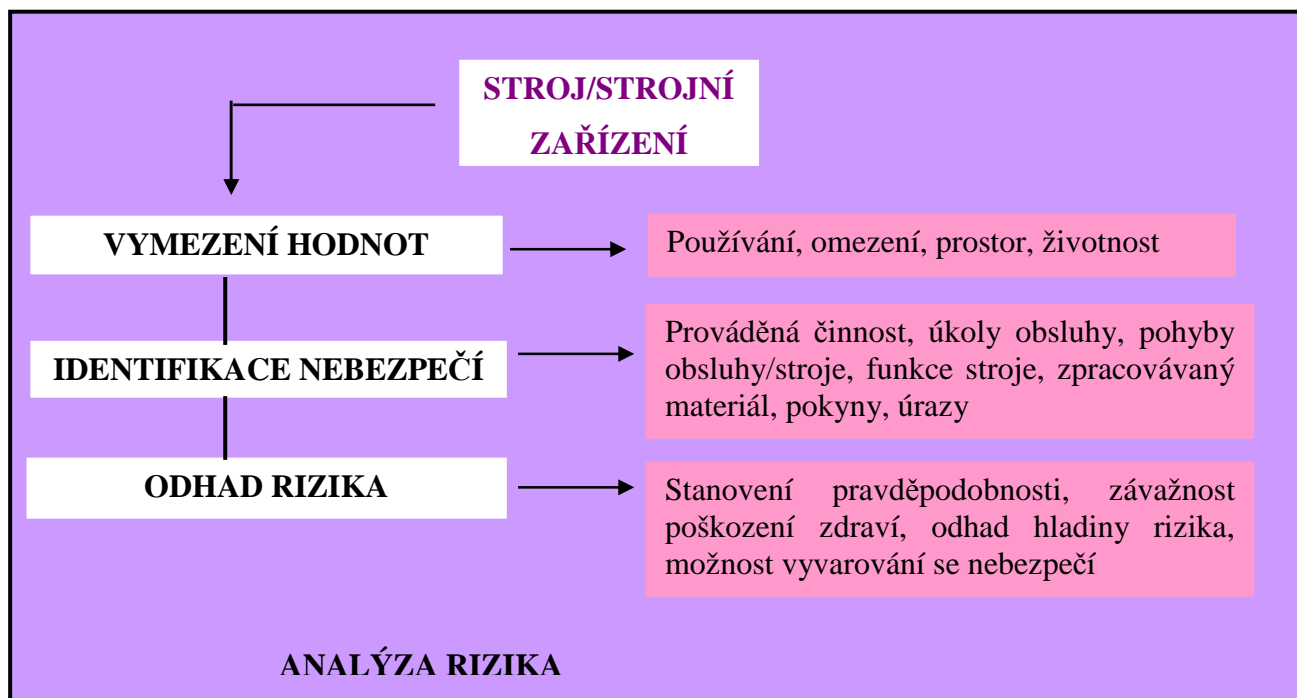 STROJ/STROJNÍ
ZAŘÍZENÍ
VYMEZENÍ HODNOT
Používání, omezení, prostor, životnost
IDENTIFIKACE NEBEZPEČÍ
Prováděná činnost, úkoly obsluhy, pohyby
obsluhy/stroje, funkce stroje, zpracovávaný
materiál, pokyny, úrazy
ODHAD RIZIKA
Stanovení pravděpodobnosti, závažnost
poškození zdraví, odhad hladiny rizika,
možnost vyvarování se nebezpečí
ANALÝZA RIZIKA